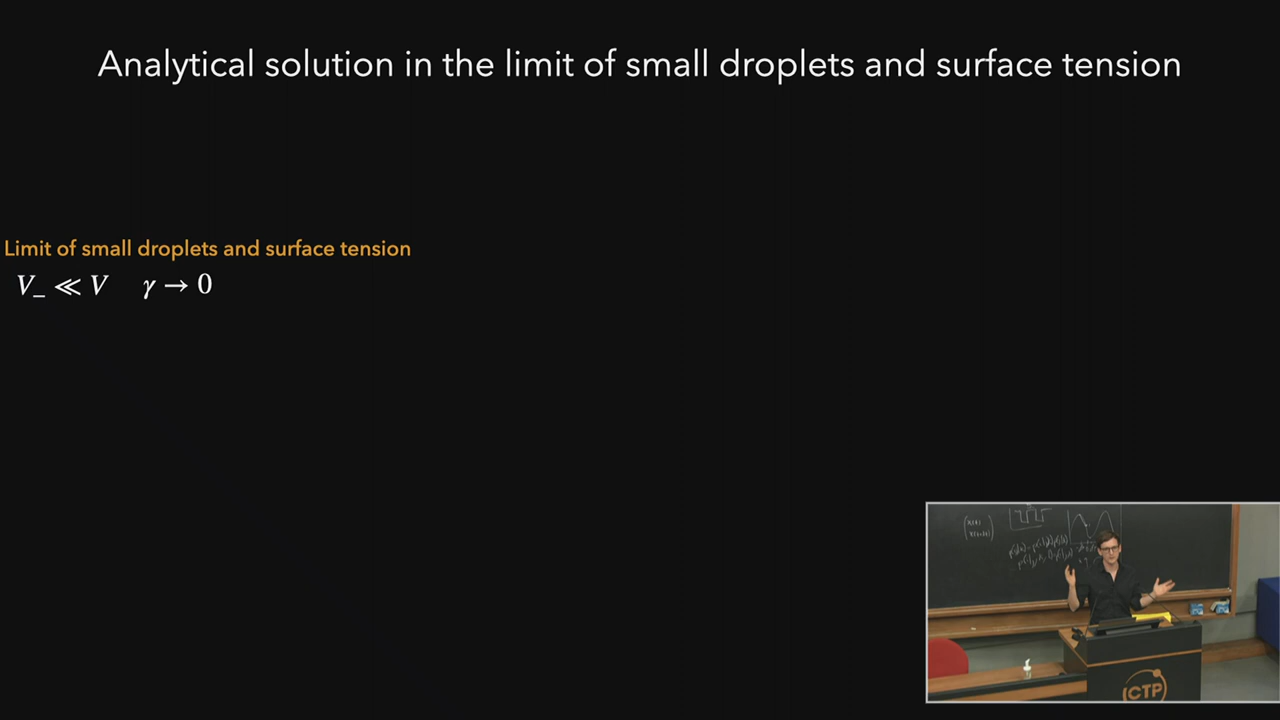 Analytical solution in the limit of small droplets and surface tension
Limit of small droplets and surface tension
V_ ≪ V γ → 0
ICTP